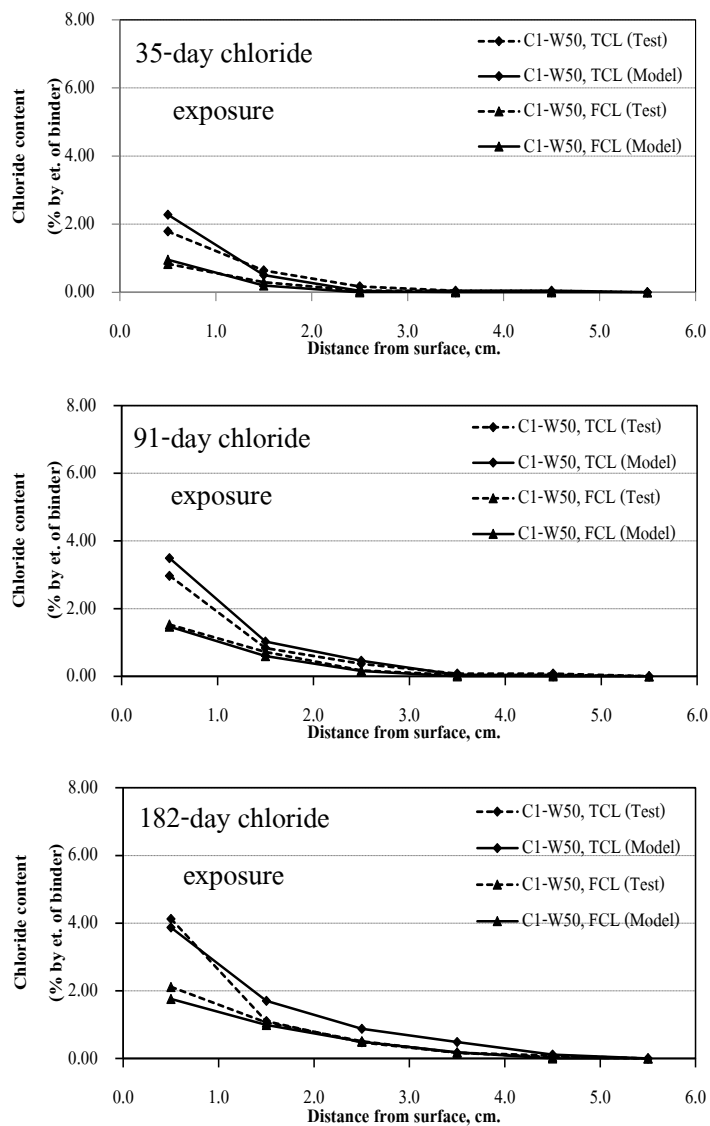 8.00
6.00
4.00
2.00
0.00
Chloride content
(% by et. of binder)
35-day chloride
exposure
C1-W50, TCL (Test)
C1-W50, TCL (Model)
C1-W50, FCL (Test)
C1-W50, FCL (Model)
0.0 1.0 2.0 3.0 4.0 5.0 6.0
Distance from surface, cm.
8.00
6.00
4.00
2.00
0.00
Chloride content
(% by et. of binder)
91-day chloride
exposure
C1-W50, TCL (Test)
C1-W50, TCL (Model)
C1-W50, FCL (Test)
C1-W50, FCL (Model)
0.0 1.0 2.0 3.0 4.0 5.0 6.0
Distance from surface, cm.
8.00
6.00
4.00
2.00
0.00
Chloride content
(% by et. of binder)
182-day chloride
exposure
C1-W50, TCL (Test)
C1-W50, TCL (Model)
C1-W50, FCL (Test)
C1-W50, FCL (Model)
0.0 1.0 2.0 3.0 4.0 5.0 6.0
Distance from surface, cm.